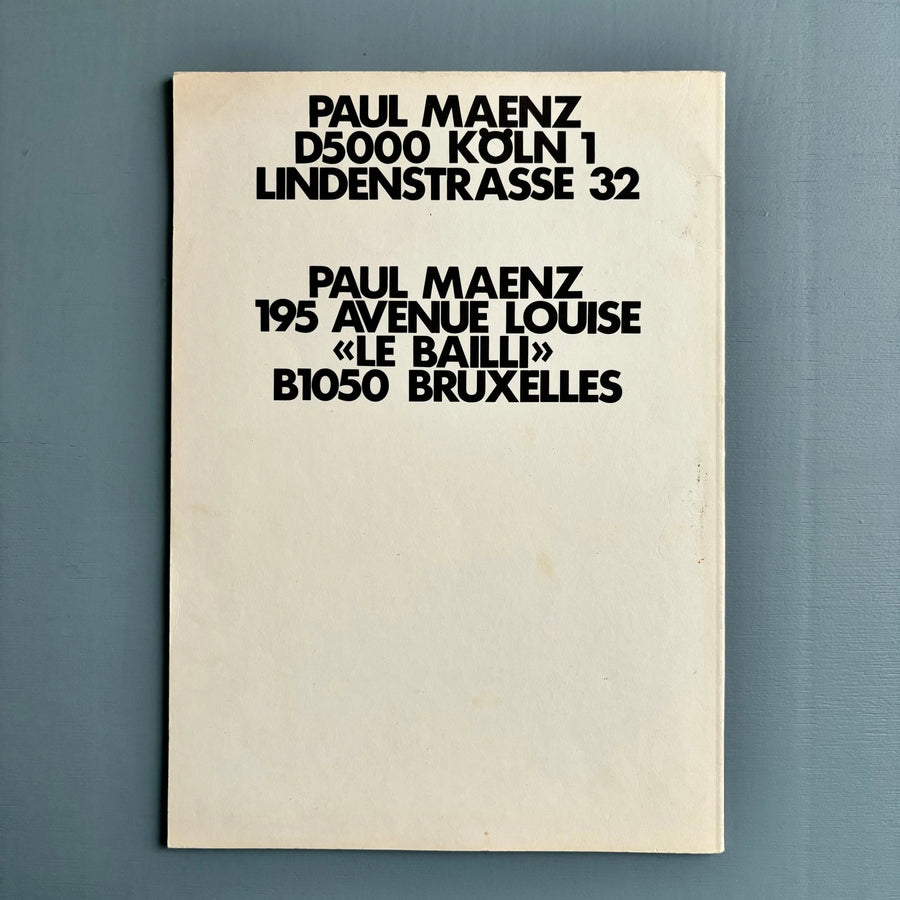 PAUL MAENZ
D5000 KÖLN 1
LINDENSTRASSE 32
PAUL MAENZ
195 AVENUE LOUISE
«LE BAILLI»
B1050 BRUXELLES